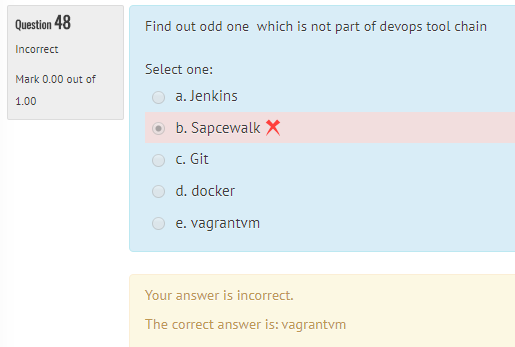 Question 48
Incorrect
Mark 0.00 out of
1.00
Find out odd one which is not part of devops tool chain
Select one:
a. Jenkins
b. Sapcewalk
c. Git
d. docker
e. vagrantvm
Your answer is incorrect.
The correct answer is: vagrantvm